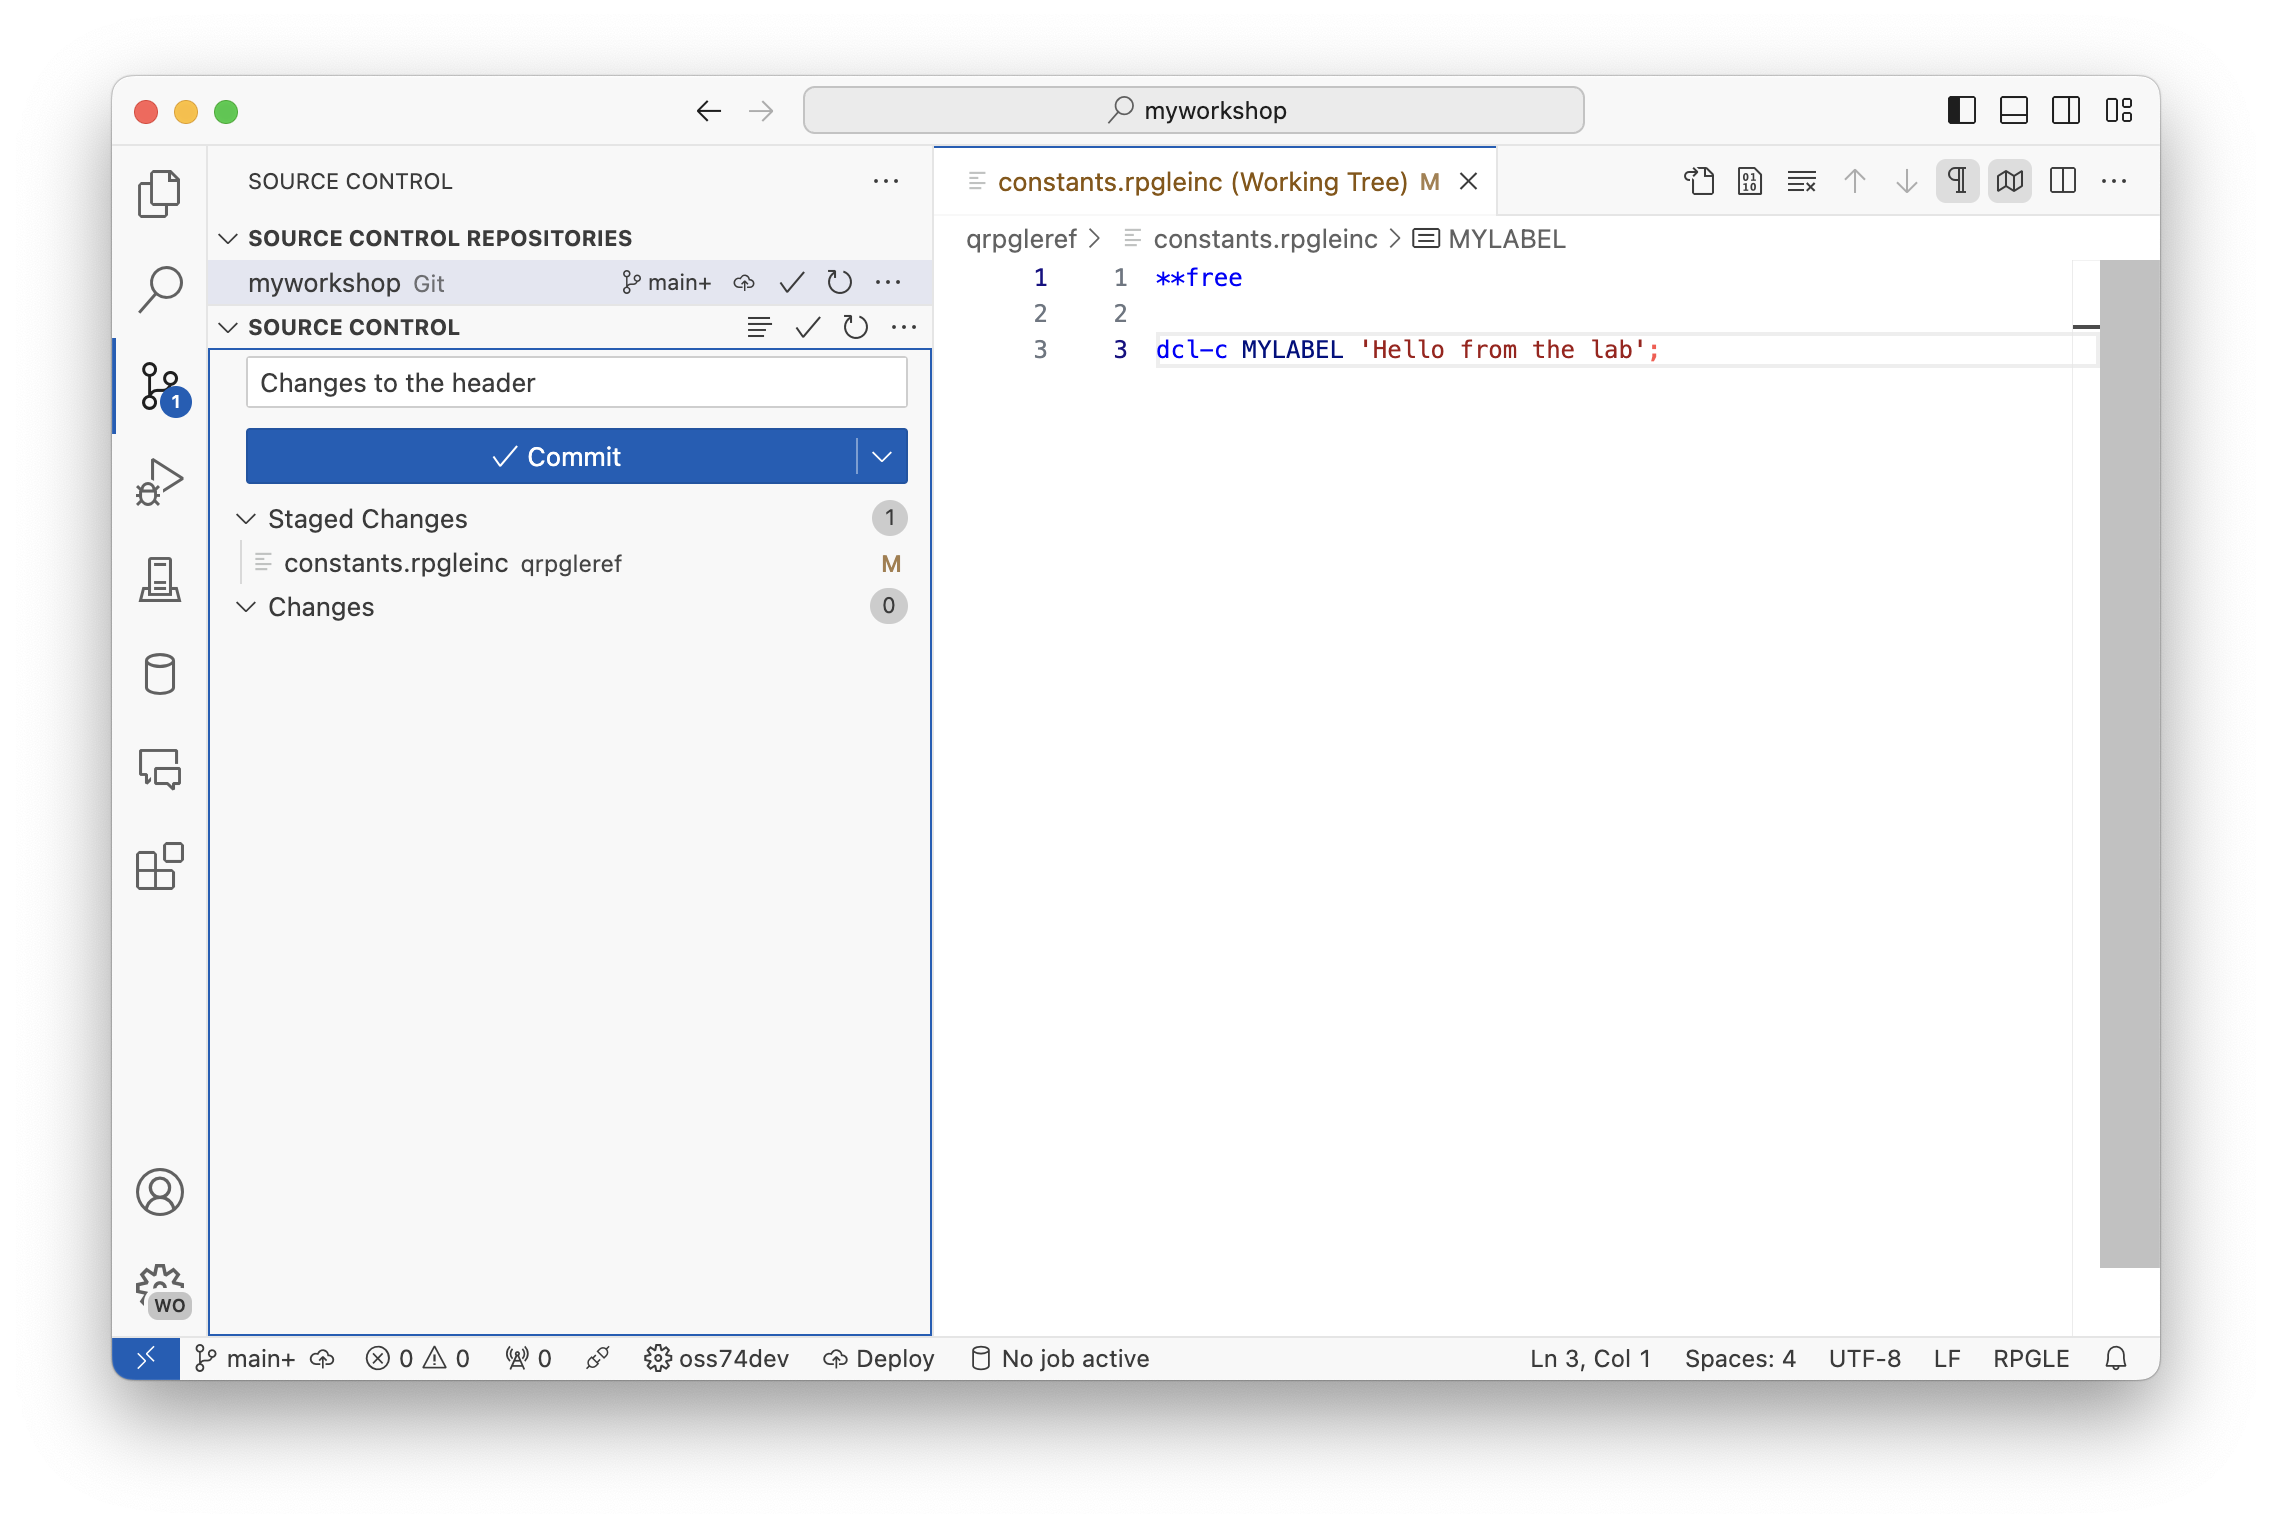 myworkshop
SOURCE CONTROL
SOURCE CONTROL REPOSITORIES
myworkshop Git main+
SOURCE CONTROL
Changes to the header
Commit
Staged Changes 1
constants.rpgleinc qrpgleref M
Changes 0
1
WO
constants.rpgleinc (Working Tree) M
qrpgleref > constants.rpgleinc > MYLABEL
1 1 **free
2 2
3 3 dcl-c MYLABEL 'Hello from the lab';
main+ 0 0 0 oss74dev Deploy No job active Ln 3, Col 1 Spaces: 4 UTF-8 LF RPGLE